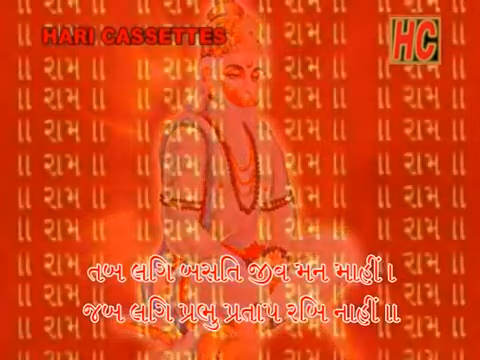 HARI CASSETTES
HC
॥ રામ ॥ રામ ॥ રામ ॥ રામ ॥
તબ લગિ બસતિ જીવ મન માહીં ।
જબ લગિ પ્રભુ પ્રતાપ રબિ નાહીં ॥